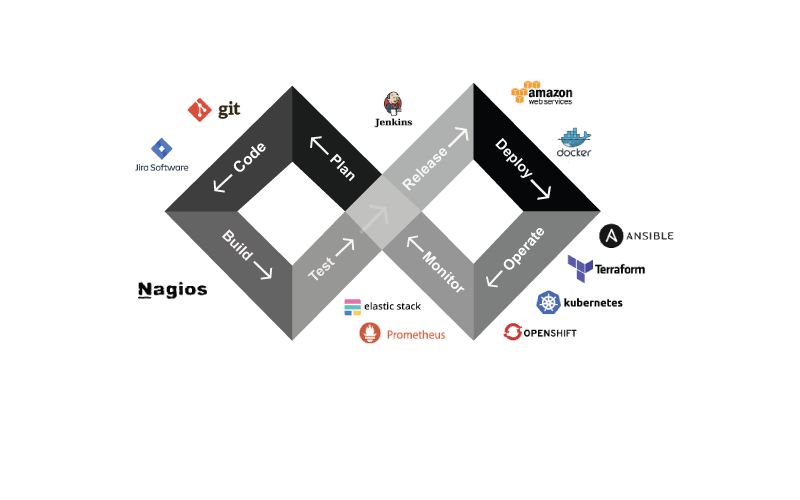 git
Jira Software
Code
Plan
Build
Test
Nagios
Jenkins
Release
Deploy
Monitor
Operate
amazon
web services
docker
ANSIBLE
Terraform
kubernetes
OPENSHIFT
elastic stack
Prometheus